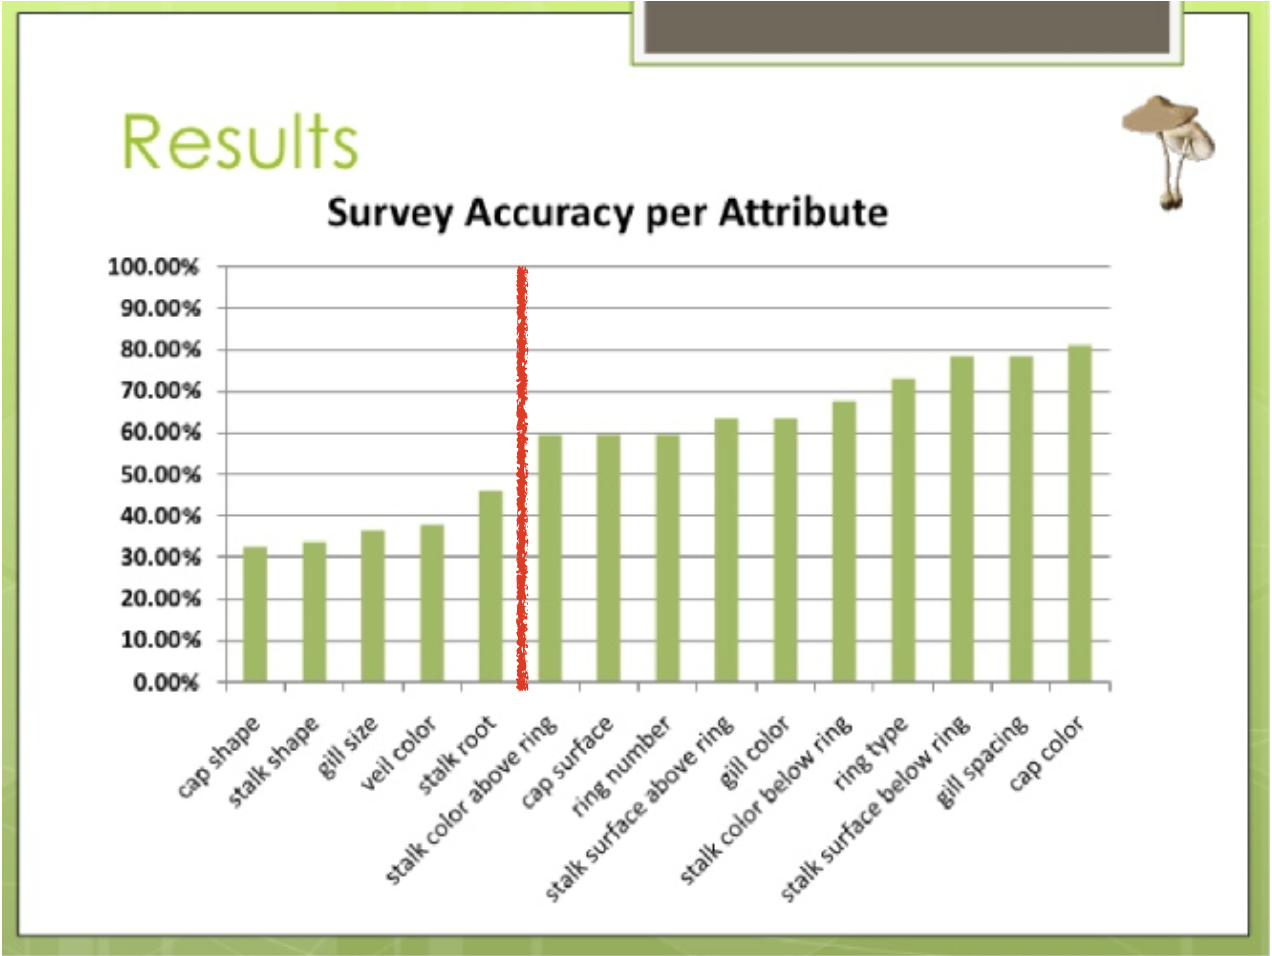 Results
Survey Accuracy per Attribute
100.00%
90.00%
80.00%
70.00%
60.00%
50.00%
40.00%
30.00%
20.00%
10.00%
0.00%
cap shape
stalk shape
gill size
veil color
stalk root
stalk color above ring
cap surface
ring number
stalk surface above ring
gill color
stalk color below ring
ring type
stalk surface below ring
gill spacing
cap color